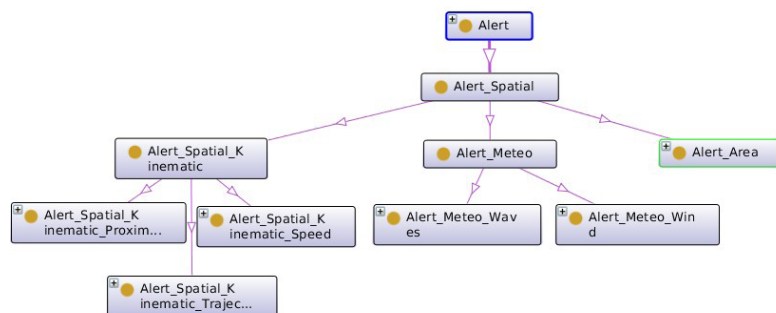 Alert
Alert_Spatial
Alert_Spatial_K
inematic
Alert_Meteo
Alert_Area
Alert_Spatial_K
inematic_Proxim...
Alert_Spatial_K
inematic_Speed
Alert_Meteo_Wav
es
Alert_Meteo_Win
d
Alert_Spatial_K
inematic_Trajec...